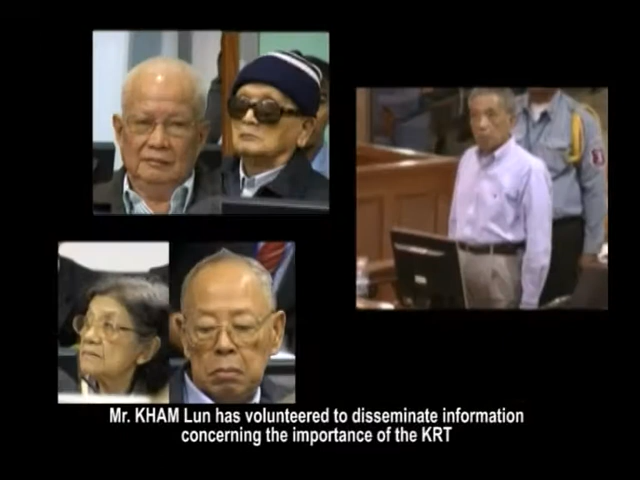 Mr. KHAM Lun has volunteered to disseminate information
concerning the importance of the KRT